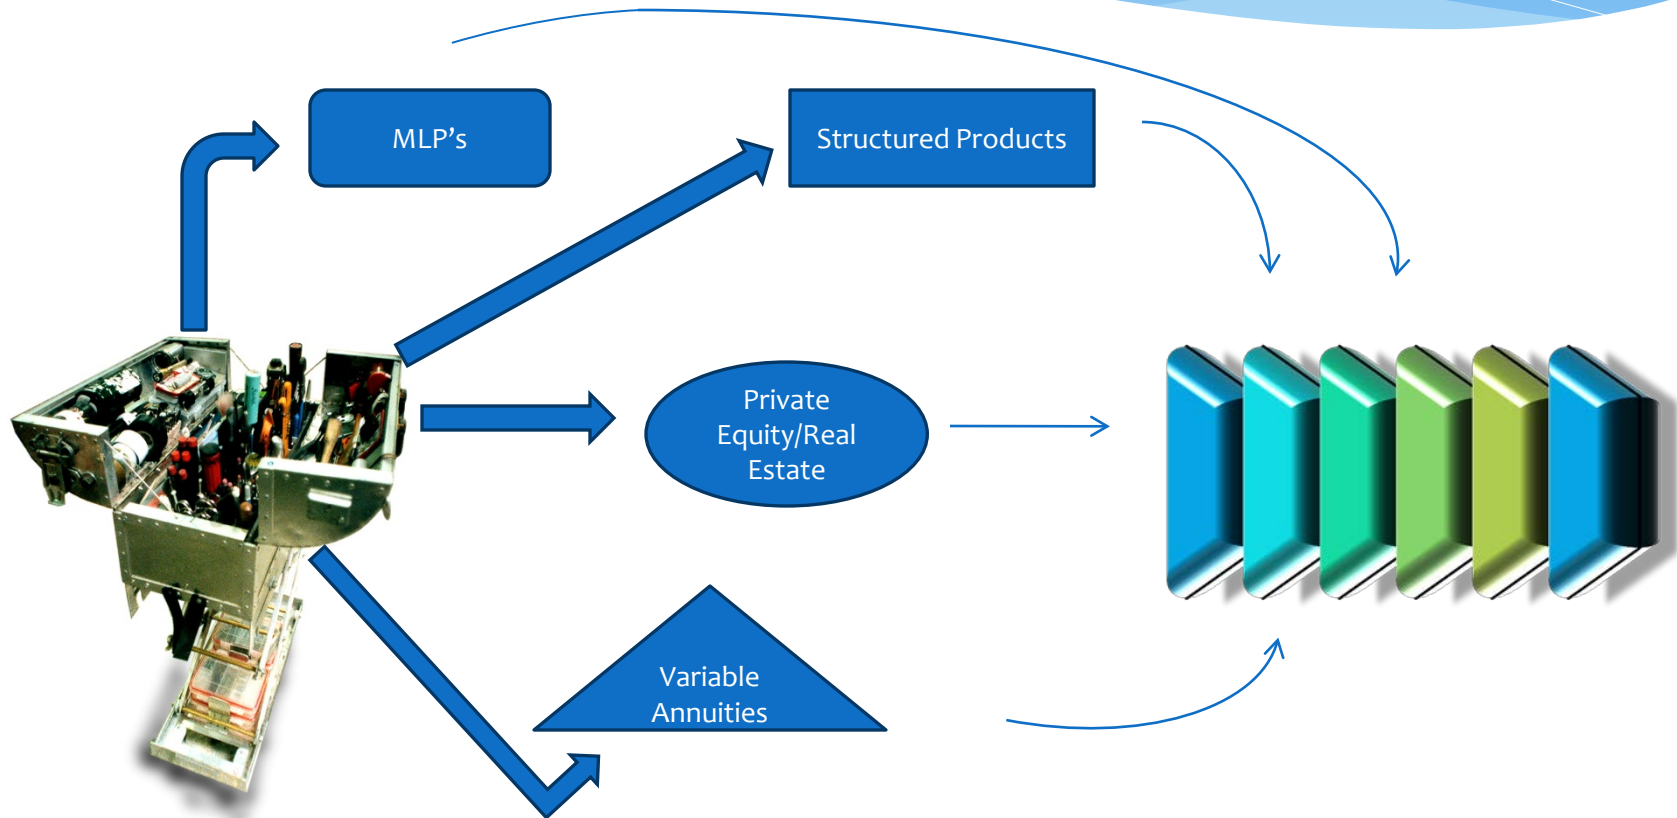 MLP’s
Structured Products
Private
Equity/Real
Estate
Variable
Annuities